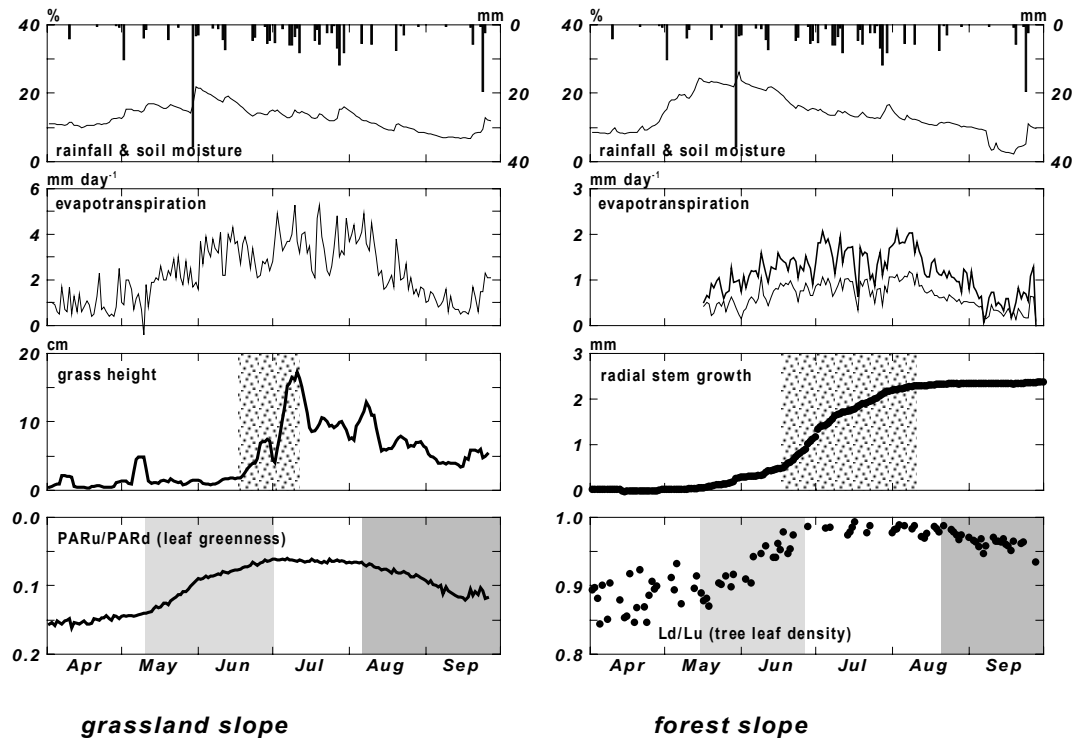 % mm % mm
40 0 40 0
20 20 20 20
0 40 0 40
rainfall & soil moisture rainfall & soil moisture
mm day-1 mm day-1
6 3
evapotranspiration evapotranspiration
4 2
2 1
0 0
cm mm
20 3
grass height radial stem growth
2
10
1
0 0
0.0 1.0
PARu/PARd (leaf greenness)
0.1 0.9
Ld/Lu (tree leaf density)
0.2 0.8
Apr May Jun Jul Aug Sep Apr May Jun Jul Aug Sep
grassland slope forest slope